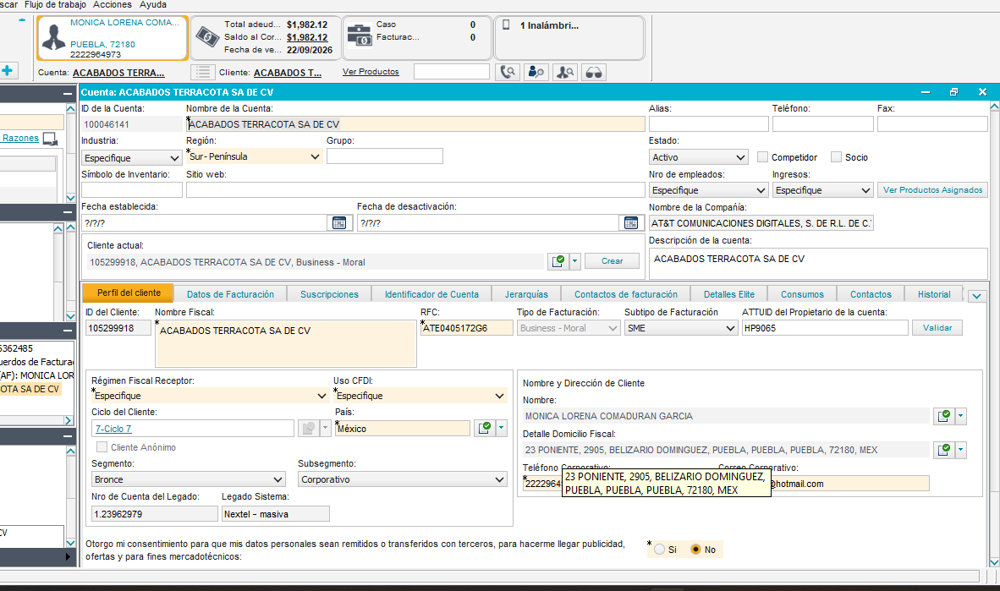 scar Flujo de trabajo Acciones Ayuda
MONICA LORENA COMA...
PUEBLA, 72180
2222964973
Total adeud... $1,982.12
Saldo al Cor... $1,982.12
Fecha de ve... 22/09/2026
Caso 0
Facturac... 0
1 Inalámbri...
Cuenta: ACABADOS TERRA...
Cliente: ACABADOS T...
Ver Productos
Cuenta: ACABADOS TERRACOTA SA DE CV
ID de la Cuenta: Nombre de la Cuenta: Alias: Teléfono: Fax:
100046141 *ACABADOS TERRACOTA SA DE CV
Razones
Industria: Región: Grupo: Estado:
Especifique *Sur- Península Activo Competidor Socio
Símbolo de Inventario: Sitio web: Nro de empleados: Ingresos:
Especifique Especifique Ver Productos Asignados
Fecha establecida: Fecha de desactivación: Nombre de la Compañía:
?/?/? ?/?/? AT&T COMUNICACIONES DIGITALES, S. DE R.L. DE C.
Descripción de la cuenta:
Cliente actual: ACABADOS TERRACOTA SA DE CV
105299918, ACABADOS TERRACOTA SA DE CV, Business - Moral Crear
Perfil del cliente Datos de Facturación Suscripciones Identificador de Cuenta Jerarquías Contactos de facturación Detalles Elite Consumos Contactos Historial
ID del Cliente: Nombre Fiscal: RFC: Tipo de Facturación: Subtipo de Facturación ATTUID del Propietario de la cuenta:
105299918 *ACABADOS TERRACOTA SA DE CV *ATE0405172G6 Business - Moral SME HP9065 Validar
5362485
uerdos de Facturac
(AF): MONICA LOR
OTA SA DE CV
Régimen Fiscal Receptor: Uso CFDI: Nombre y Dirección de Cliente
*Especifique *Especifique Nombre:
Ciclo del Cliente: País: MONICA LORENA COMADURAN GARCIA
7-Ciclo 7 *México Detalle Domicilio Fiscal:
Cliente Anónimo 23 PONIENTE, 2905, BELIZARIO DOMINGUEZ, PUEBLA, PUEBLA, PUEBLA, 72180, MEX
Segmento: Subsegmento: Teléfono Corporativo: Correo Corporativo:
Bronce Corporativo *2222964 @hotmail.com
23 PONIENTE, 2905, BELIZARIO DOMINGUEZ,
PUEBLA, PUEBLA, PUEBLA, 72180, MEX
Nro de Cuenta del Legado: Legado Sistema:
1.23962979 Nextel - masiva
CV
Otorgo mi consentimiento para que mis datos personales sean remitidos o transferidos con terceros, para hacerme llegar publicidad,
ofertas y para fines mercadotécnicos:
* Si No